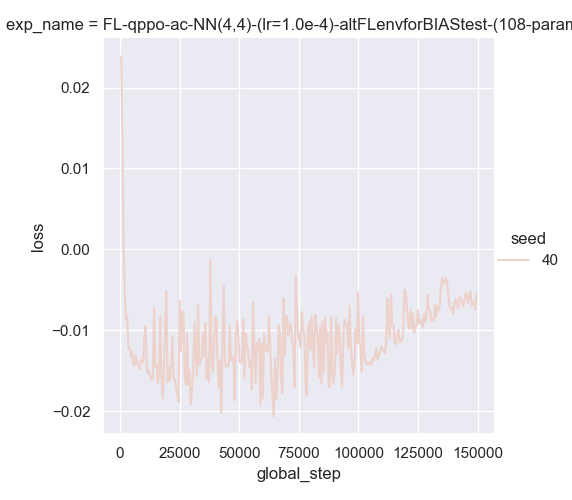 exp_name = FL-qppo-ac-NN(4,4)-(lr=1.0e-4)-altFLenvforBIAStest-(108-param
0.02
0.01
0.00
−0.01
−0.02
loss
seed
40
0 25000 50000 75000 100000 125000 150000
global_step